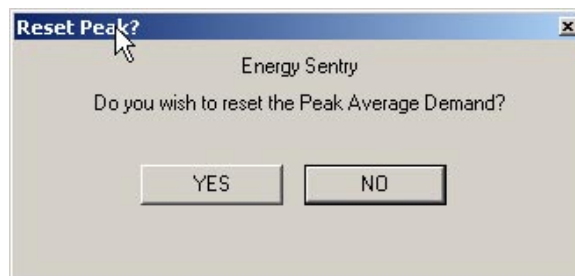 Reset Peak?
Energy Sentry
Do you wish to reset the Peak Average Demand?
YES NO